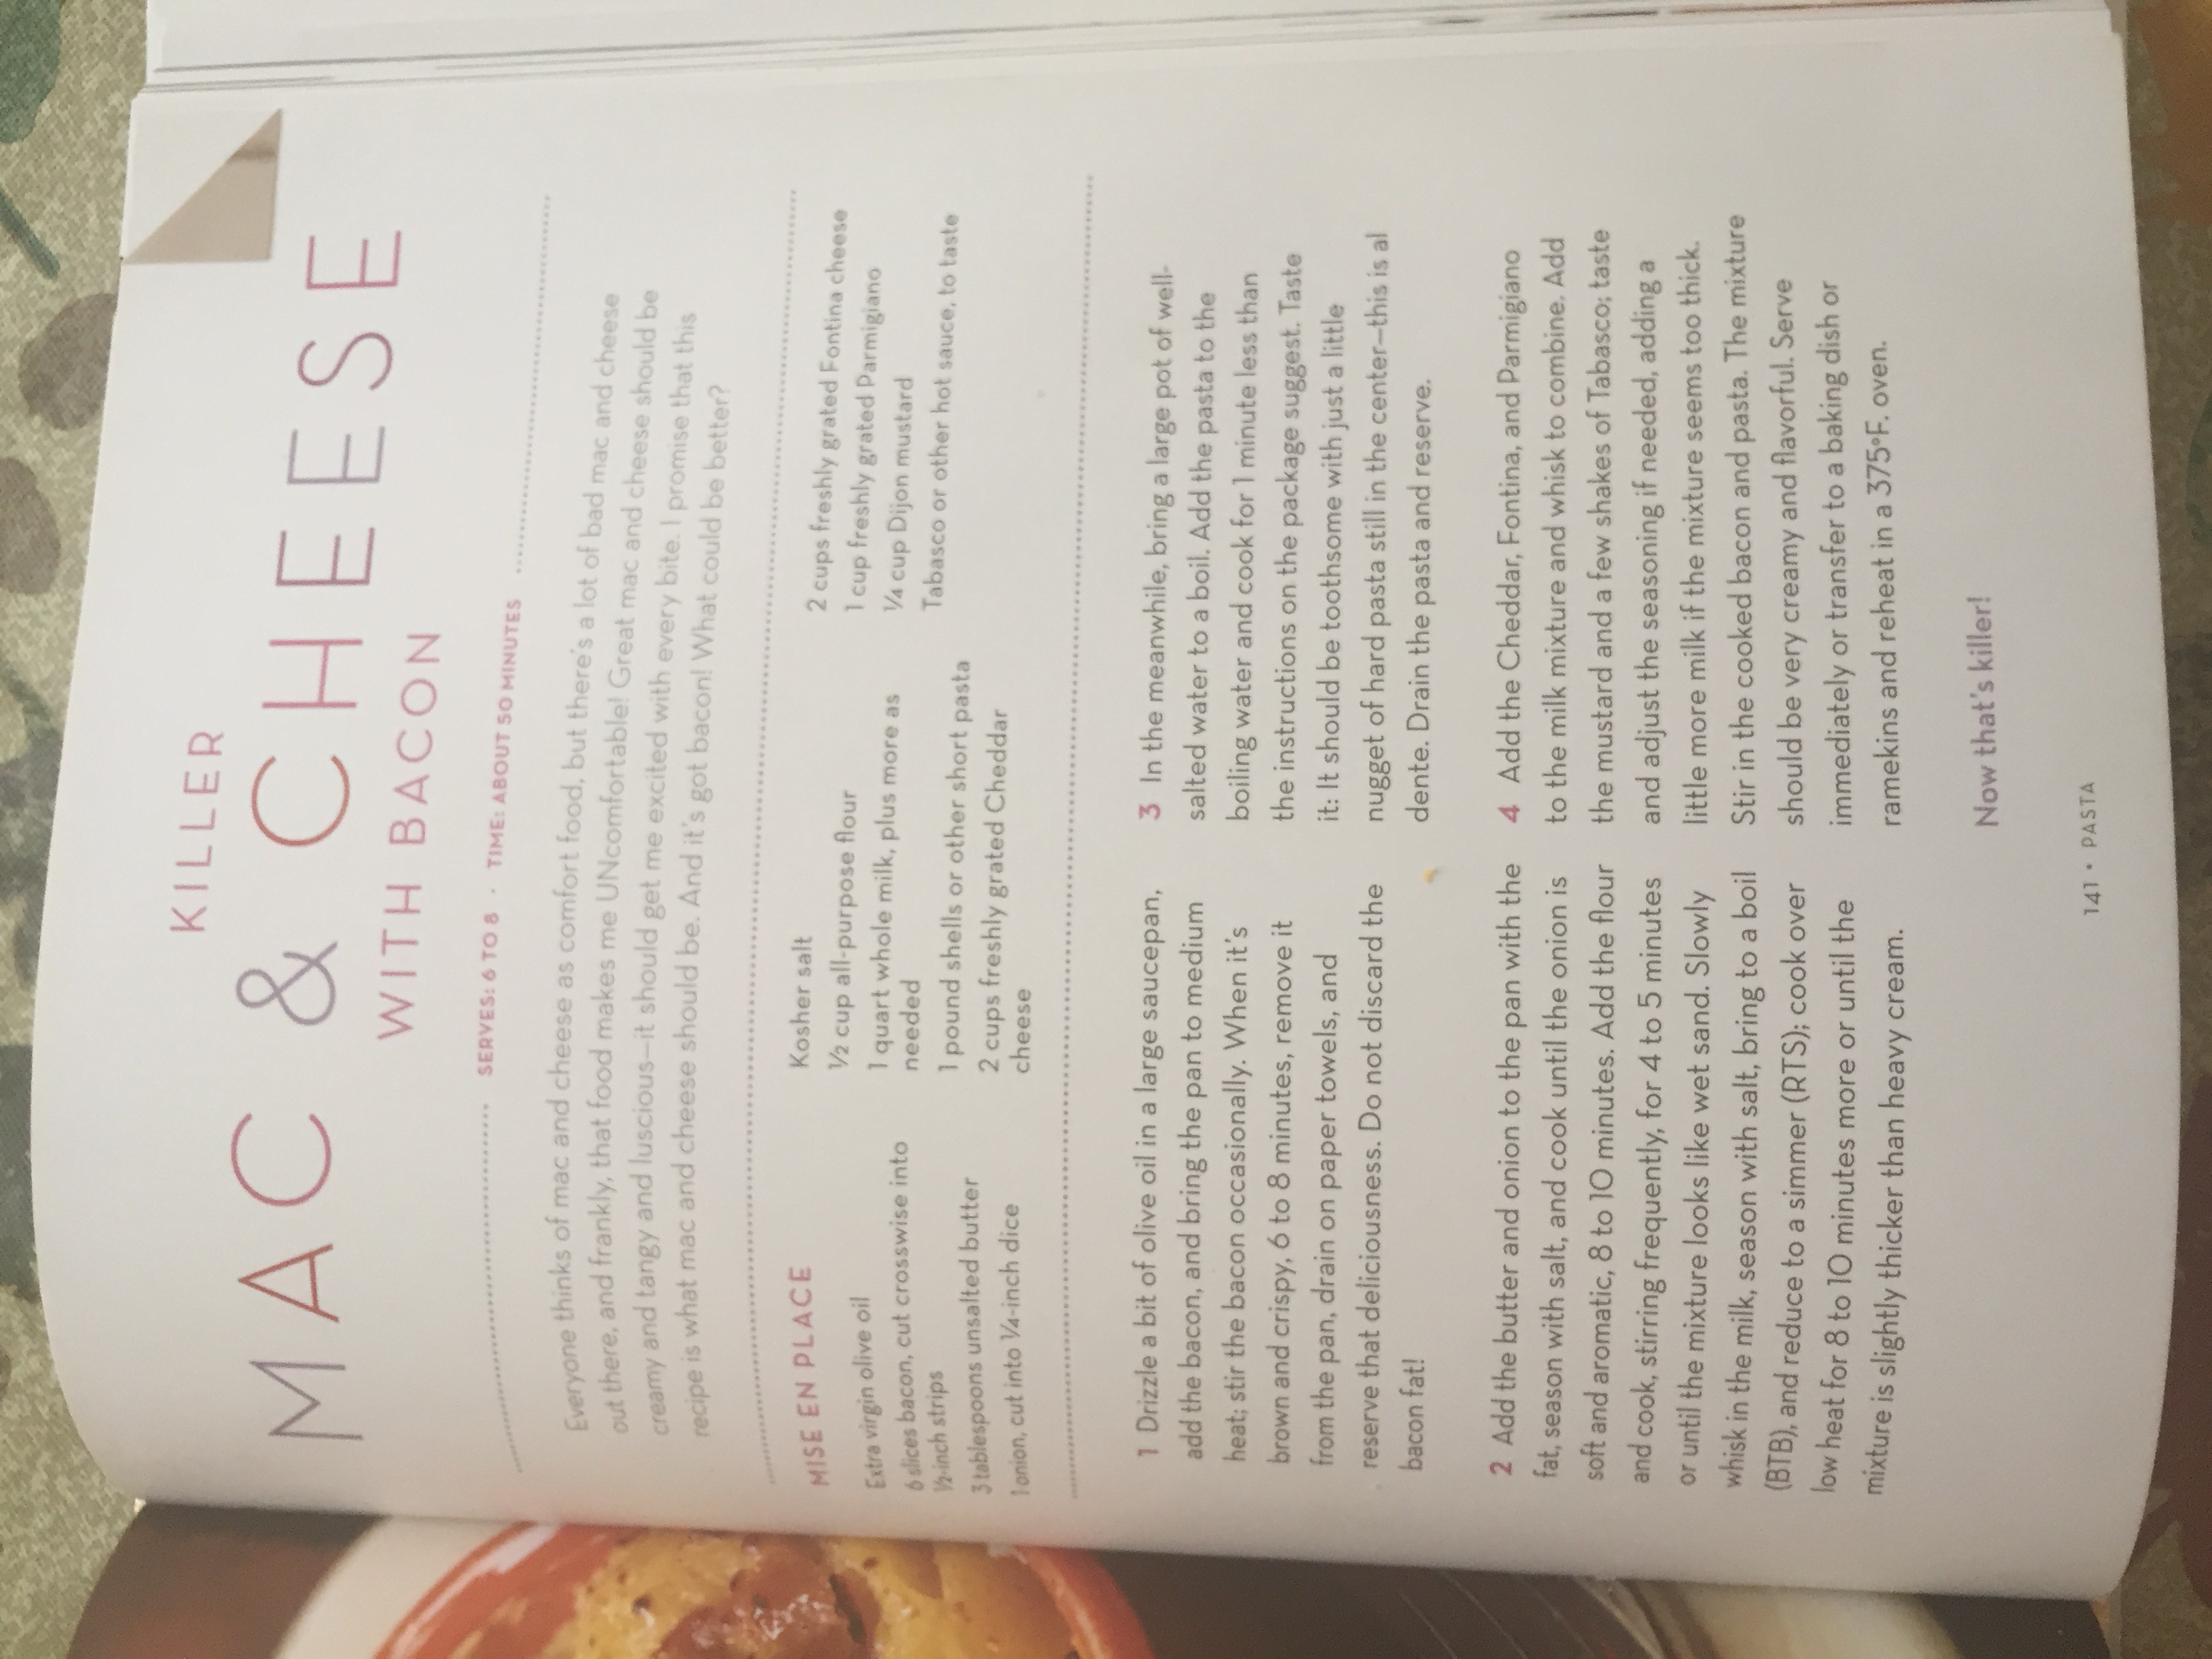 KILLER
MAC & CHEESE
WITH BACON
SERVES: 6 TO 8 · TIME: ABOUT 50 MINUTES
Everyone thinks of mac and cheese as comfort food, but there's a lot of bad mac and cheese
out there, and frankly, that food makes me UNcomfortable! Great mac and cheese should be
creamy and tangy and luscious—it should get me excited with every bite. I promise that this
recipe is what mac and cheese should be. And it's got bacon! What could be better?
MISE EN PLACE
Extra virgin olive oil
6 slices bacon, cut crosswise into
½-inch strips
3 tablespoons unsalted butter
1 onion, cut into ¼-inch dice
Kosher salt
½ cup all-purpose flour
1 quart whole milk, plus more as
needed
1 pound shells or other short pasta
2 cups freshly grated Cheddar
cheese
2 cups freshly grated Fontina cheese
1 cup freshly grated Parmigiano
¼ cup Dijon mustard
Tabasco or other hot sauce, to taste
1 Drizzle a bit of olive oil in a large saucepan,
add the bacon, and bring the pan to medium
heat; stir the bacon occasionally. When it's
brown and crispy, 6 to 8 minutes, remove it
from the pan, drain on paper towels, and
reserve that deliciousness. Do not discard the
bacon fat!
2 Add the butter and onion to the pan with the
fat, season with salt, and cook until the onion is
soft and aromatic, 8 to 10 minutes. Add the flour
and cook, stirring frequently, for 4 to 5 minutes
or until the mixture looks like wet sand. Slowly
whisk in the milk, season with salt, bring to a boil
(BTB), and reduce to a simmer (RTS); cook over
low heat for 8 to 10 minutes more or until the
mixture is slightly thicker than heavy cream.
3 In the meanwhile, bring a large pot of well-
salted water to a boil. Add the pasta to the
boiling water and cook for 1 minute less than
the instructions on the package suggest. Taste
it: It should be toothsome with just a little
nugget of hard pasta still in the center—this is al
dente. Drain the pasta and reserve.
4 Add the Cheddar, Fontina, and Parmigiano
to the milk mixture and whisk to combine. Add
the mustard and a few shakes of Tabasco; taste
and adjust the seasoning if needed, adding a
little more milk if the mixture seems too thick.
Stir in the cooked bacon and pasta. The mixture
should be very creamy and flavorful. Serve
immediately or transfer to a baking dish or
ramekins and reheat in a 375°F. oven.
Now that's killer!
141 • PASTA